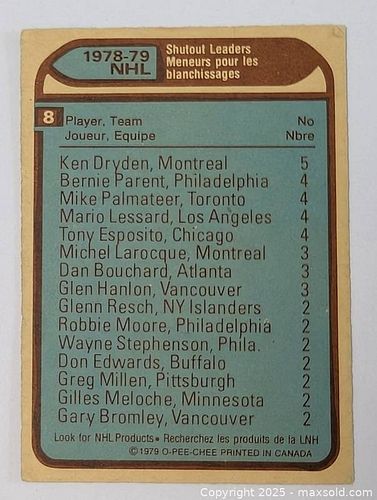 1978-79
NHL
Shutout Leaders
Meneurs pour les
blanchissages
8 Player, Team No
Joueur, Equipe Nbre
Ken Dryden, Montreal 5
Bernie Parent, Philadelphia 4
Mike Palmateer, Toronto 4
Mario Lessard, Los Angeles 4
Tony Esposito, Chicago 4
Michel Larocque, Montreal 3
Dan Bouchard, Atlanta 3
Glen Hanlon, Vancouver 3
Glenn Resch, NY Islanders 2
Robbie Moore, Philadelphia 2
Wayne Stephenson, Phila. 2
Don Edwards, Buffalo 2
Greg Millen, Pittsburgh 2
Gilles Meloche, Minnesota 2
Gary Bromley, Vancouver 2
Look for NHL Products • Recherchez les produits de la LNH
©1979 O-PEE-CHEE PRINTED IN CANADA
Copyright 2025 - maxsold.com